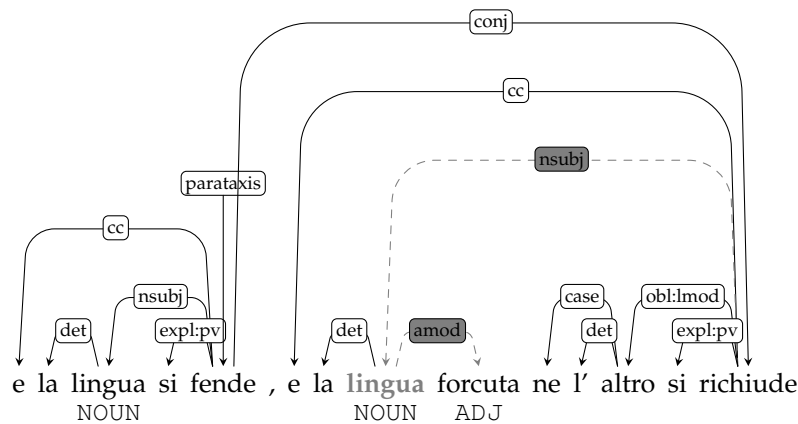 conj
cc
nsubj
parataxis
cc
nsubj case obl:lmod
det expl:pv det amod det expl:pv
e la lingua si fende , e la lingua forcuta ne l’ altro si richiude
NOUN NOUN ADJ